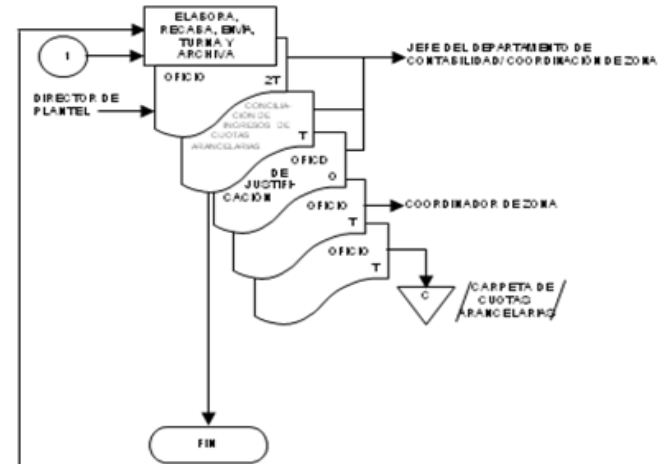 ELABORA,
RECABA, ENVÍA,
TURNA Y
ARCHIVA
1
OFICIO
2T
JEFE DEL DEPARTAMENTO DE
CONTABILIDAD/COORDINACIÓN DE ZONA
DIRECTOR DE
PLANTEL
CONCILIA-
CIÓN DE
INGRESOS DE
CUOTAS
ARANCELARIAS
T
OFICIO
DE
JUSTIFI-
CACIÓN
O
OFICIO
T
COORDINADOR DE ZONA
OFICIO
T
C
CARPETA DE
CUOTAS
ARANCELARIAS
FIN